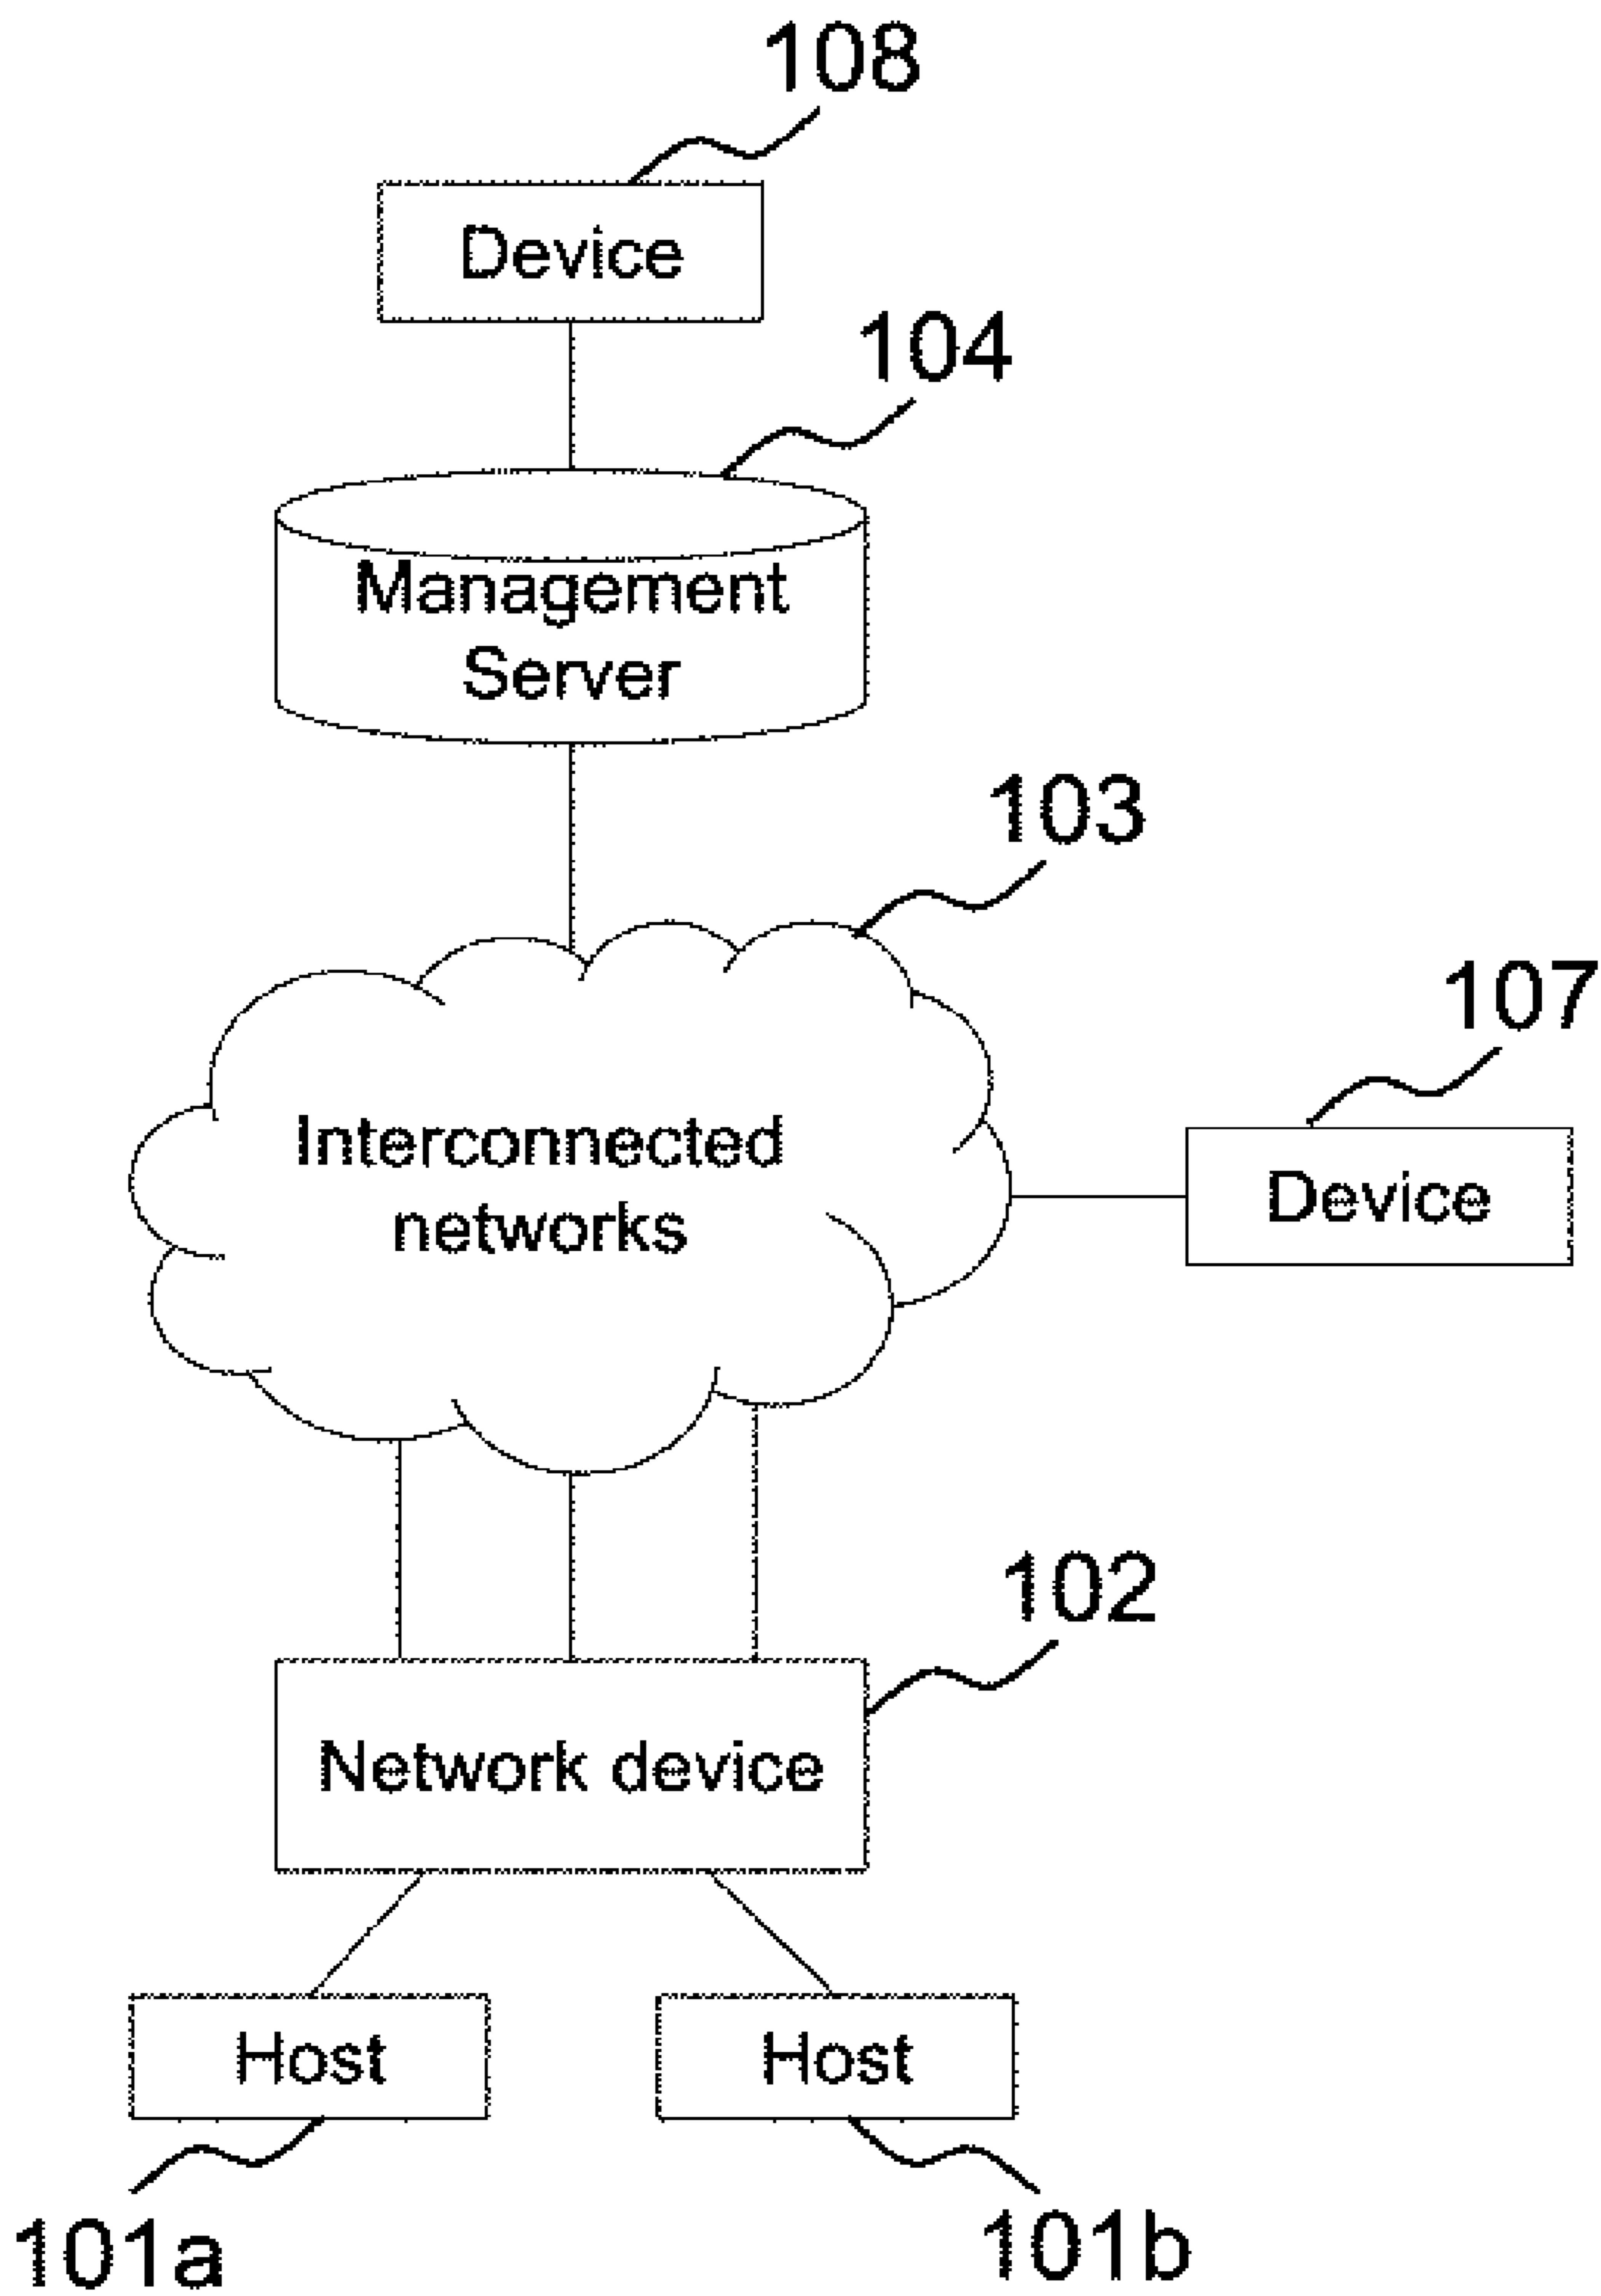 108
Device
104
Management
Server
103
107
Interconnected
networks
Device
102
Network device
Host
Host
101a
101b